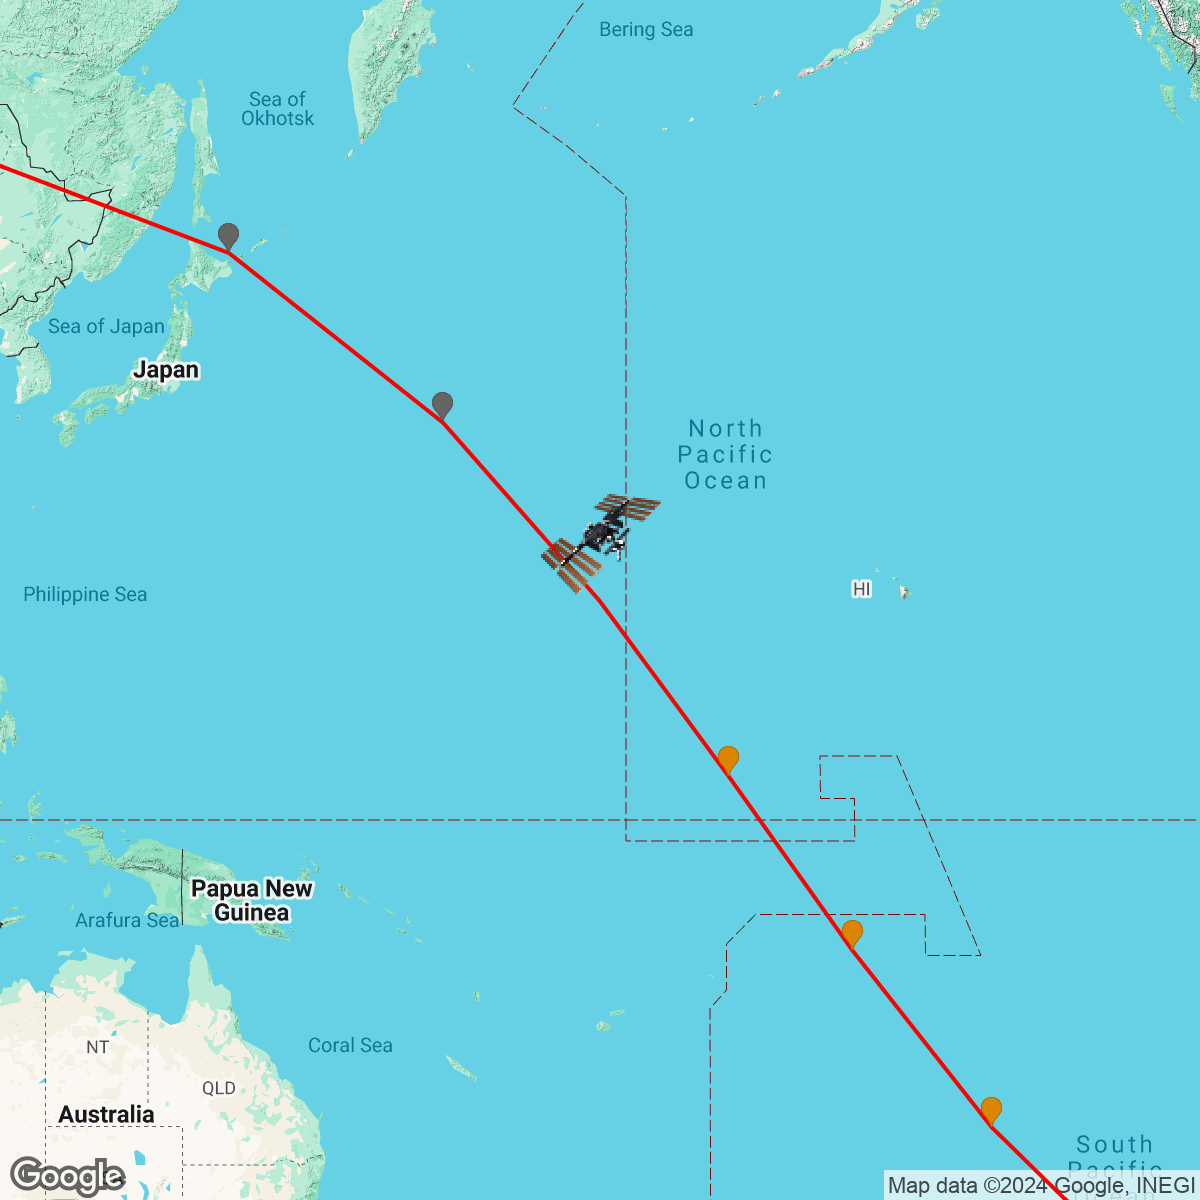 Bering Sea
Sea of
Okhotsk
Sea of Japan
Japan
North
Pacific
Ocean
Philippine Sea
HI
Papua New
Guinea
Arafura Sea
Coral Sea
NT
QLD
Australia
South
Pacific
Google
Map data ©2024 Google, INEGI